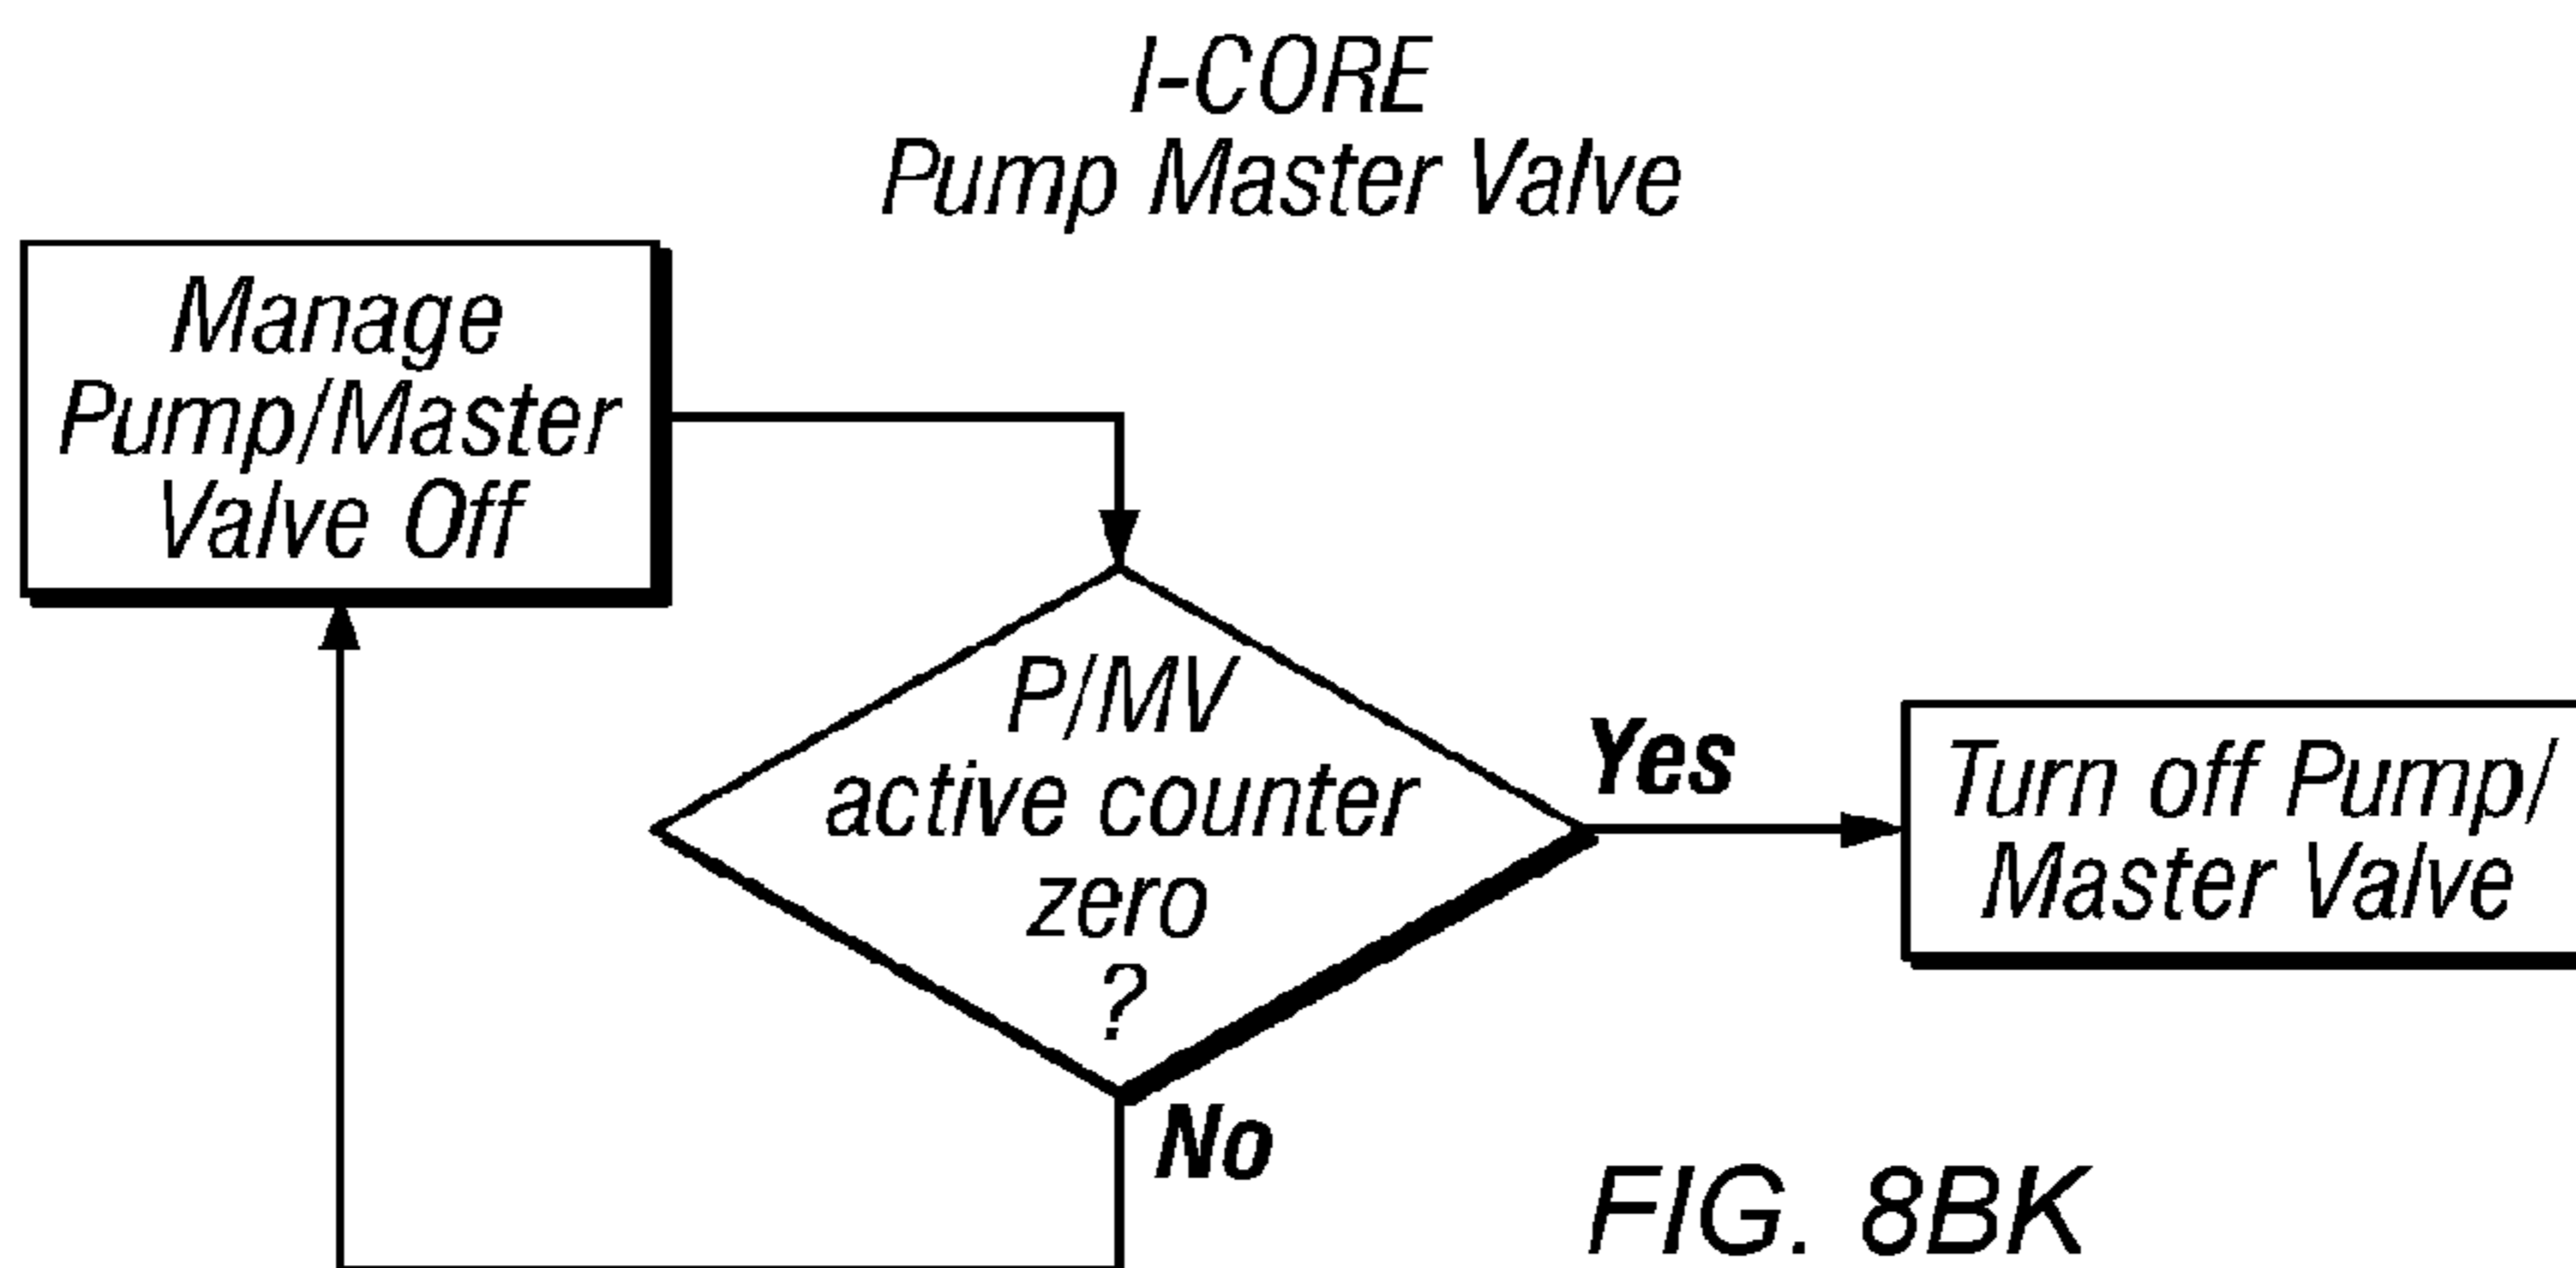 I-CORE
Pump Master Valve
Manage
Pump/Master
Valve Off
P/MV
active counter
zero
?
Yes
Turn off Pump/
Master Valve
No
FIG. 8BK